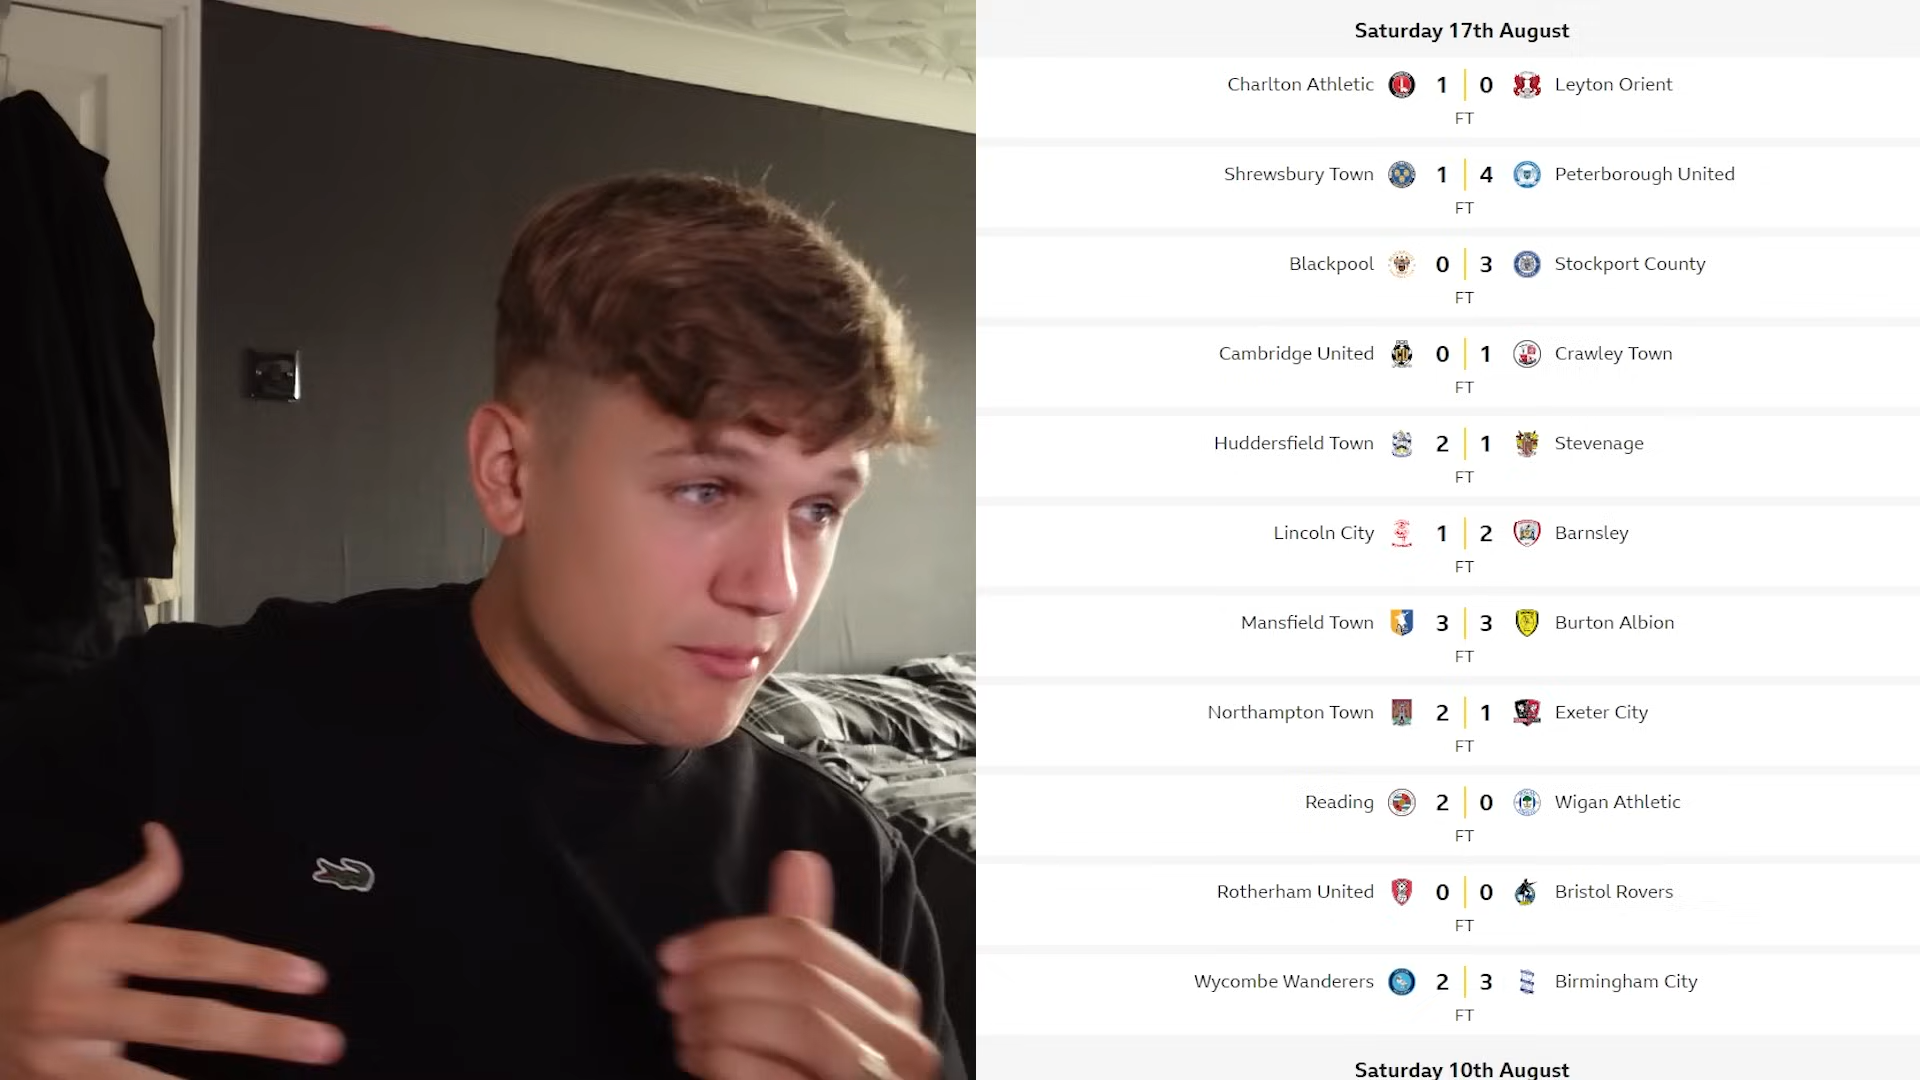 Saturday 17th August
Charlton Athletic 1 0 Leyton Orient
FT
Shrewsbury Town 1 4 Peterborough United
FT
Blackpool 0 3 Stockport County
FT
Cambridge United 0 1 Crawley Town
FT
Huddersfield Town 2 1 Stevenage
FT
Lincoln City 1 2 Barnsley
FT
Mansfield Town 3 3 Burton Albion
FT
Northampton Town 2 1 Exeter City
FT
Reading 2 0 Wigan Athletic
FT
Rotherham United 0 0 Bristol Rovers
FT
Wycombe Wanderers 2 3 Birmingham City
FT
Saturday 10th August